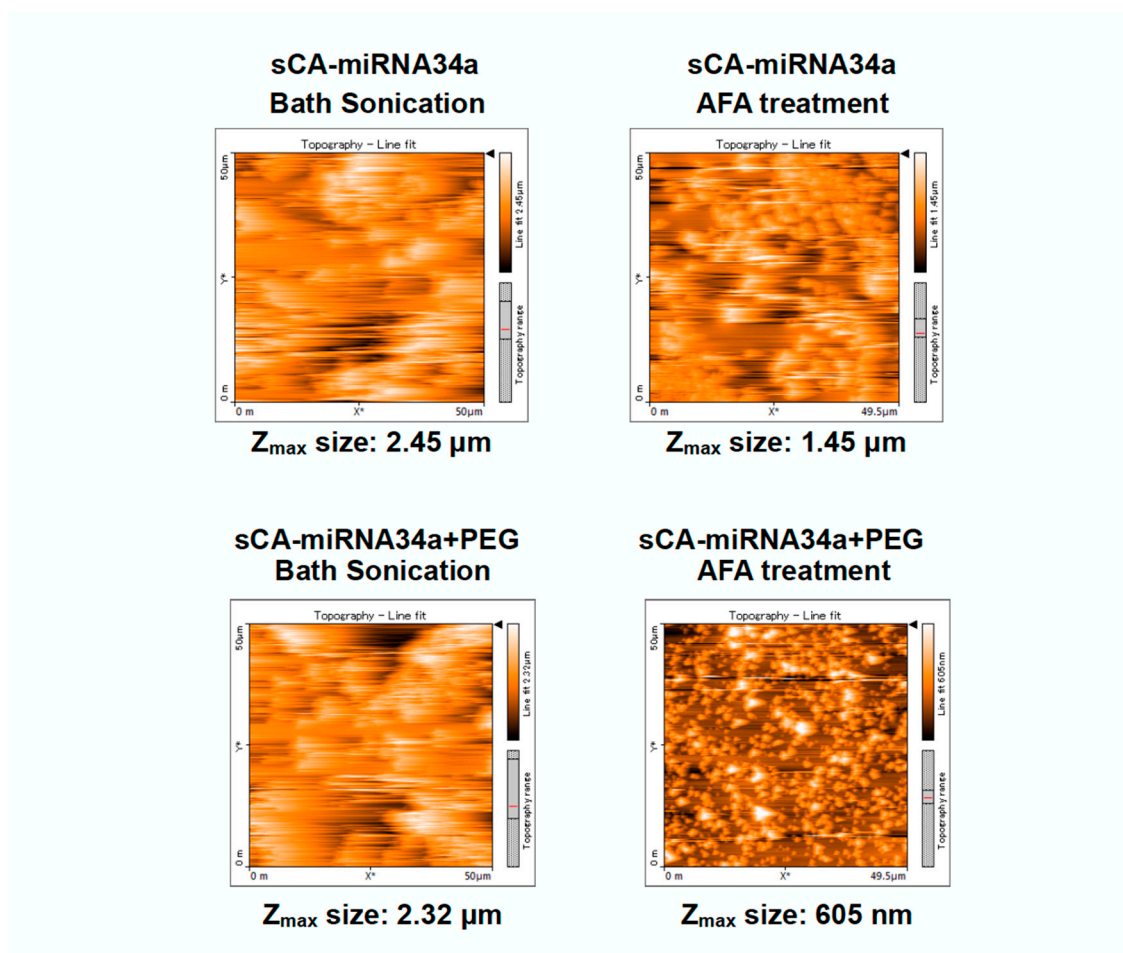 sCA-miRNA34a
Bath Sonication
Topography - Line fit
50µm
Y*
0 m
0 m
X*
50µm
Line fit 2.45µm
Topography range
Zmax size: 2.45 µm
sCA-miRNA34a
AFA treatment
Topography - Line fit
50µm
Y*
0 m
0 m
X*
49.5µm
Line fit 1.45µm
Topography range
Zmax size: 1.45 µm
sCA-miRNA34a+PEG
Bath Sonication
Topography - Line fit
50µm
Y*
0 m
0 m
X*
50µm
Line fit 2.32µm
Topography range
Zmax size: 2.32 µm
sCA-miRNA34a+PEG
AFA treatment
Topography - Line fit
50µm
Y*
0 m
0 m
X*
49.5µm
Line fit 605nm
Topography range
Zmax size: 605 nm